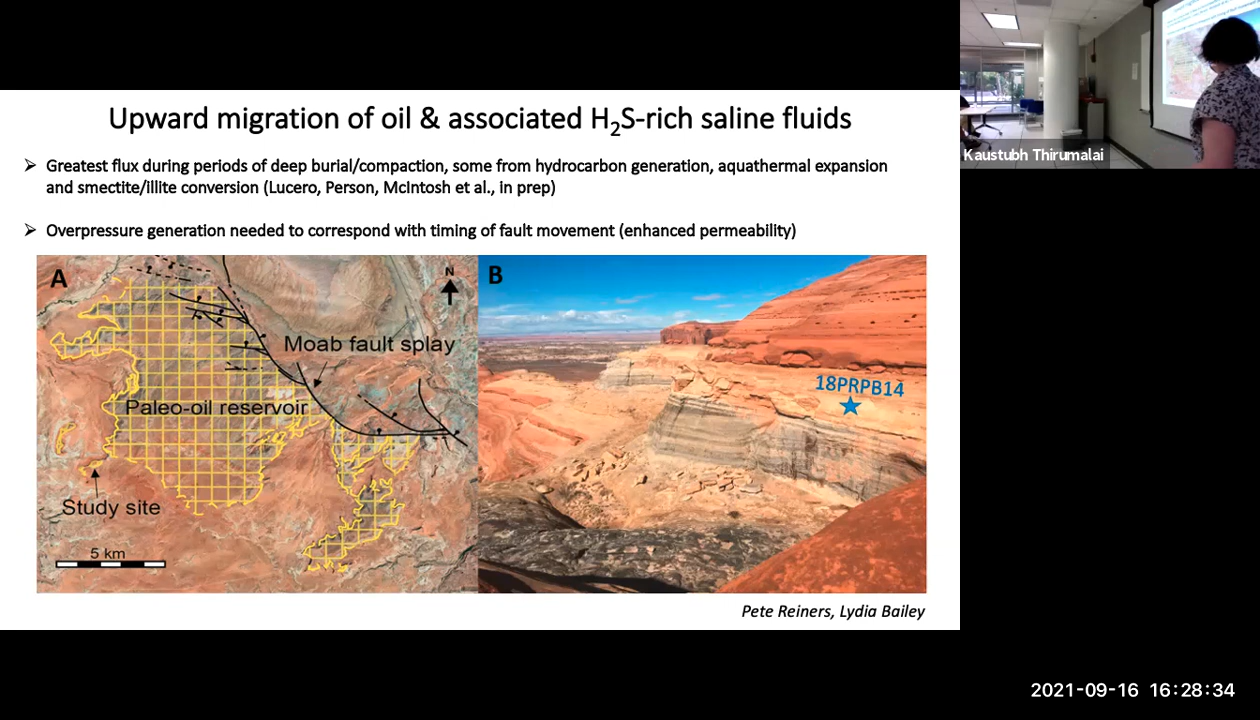 Upward migration of oil & associated H₂S-rich saline fluids
➢ Greatest flux during periods of deep burial/compaction, some from hydrocarbon generation, aquathermal expansion
and smectite/illite conversion (Lucero, Person, McIntosh et al., in prep)
➢ Overpressure generation needed to correspond with timing of fault movement (enhanced permeability)
A
N
Moab fault splay
Paleo-oil reservoir
Study site
5 km
B
18PRPB14
Pete Reiners, Lydia Bailey
Kaustubh Thirumalai
2021-09-16 16:28:34